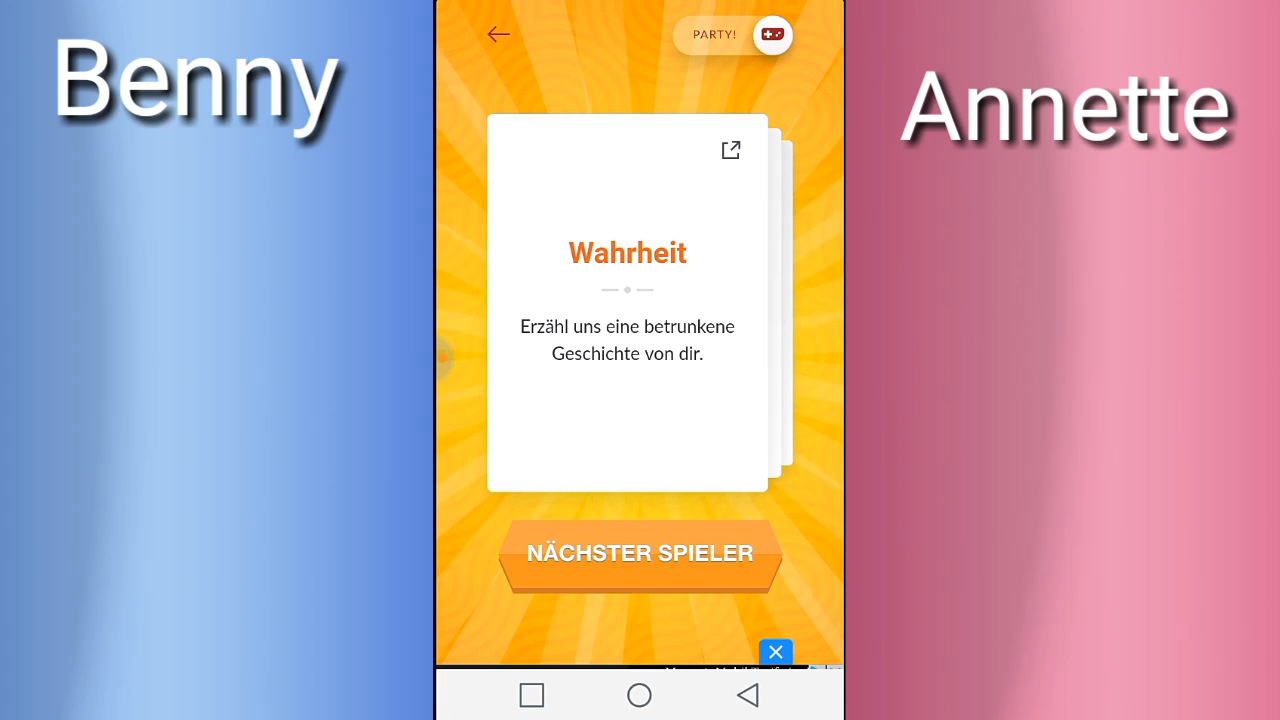 Benny
Annette
PARTY!
Wahrheit
Erzähl uns eine betrunkene
Geschichte von dir.
NÄCHSTER SPIELER